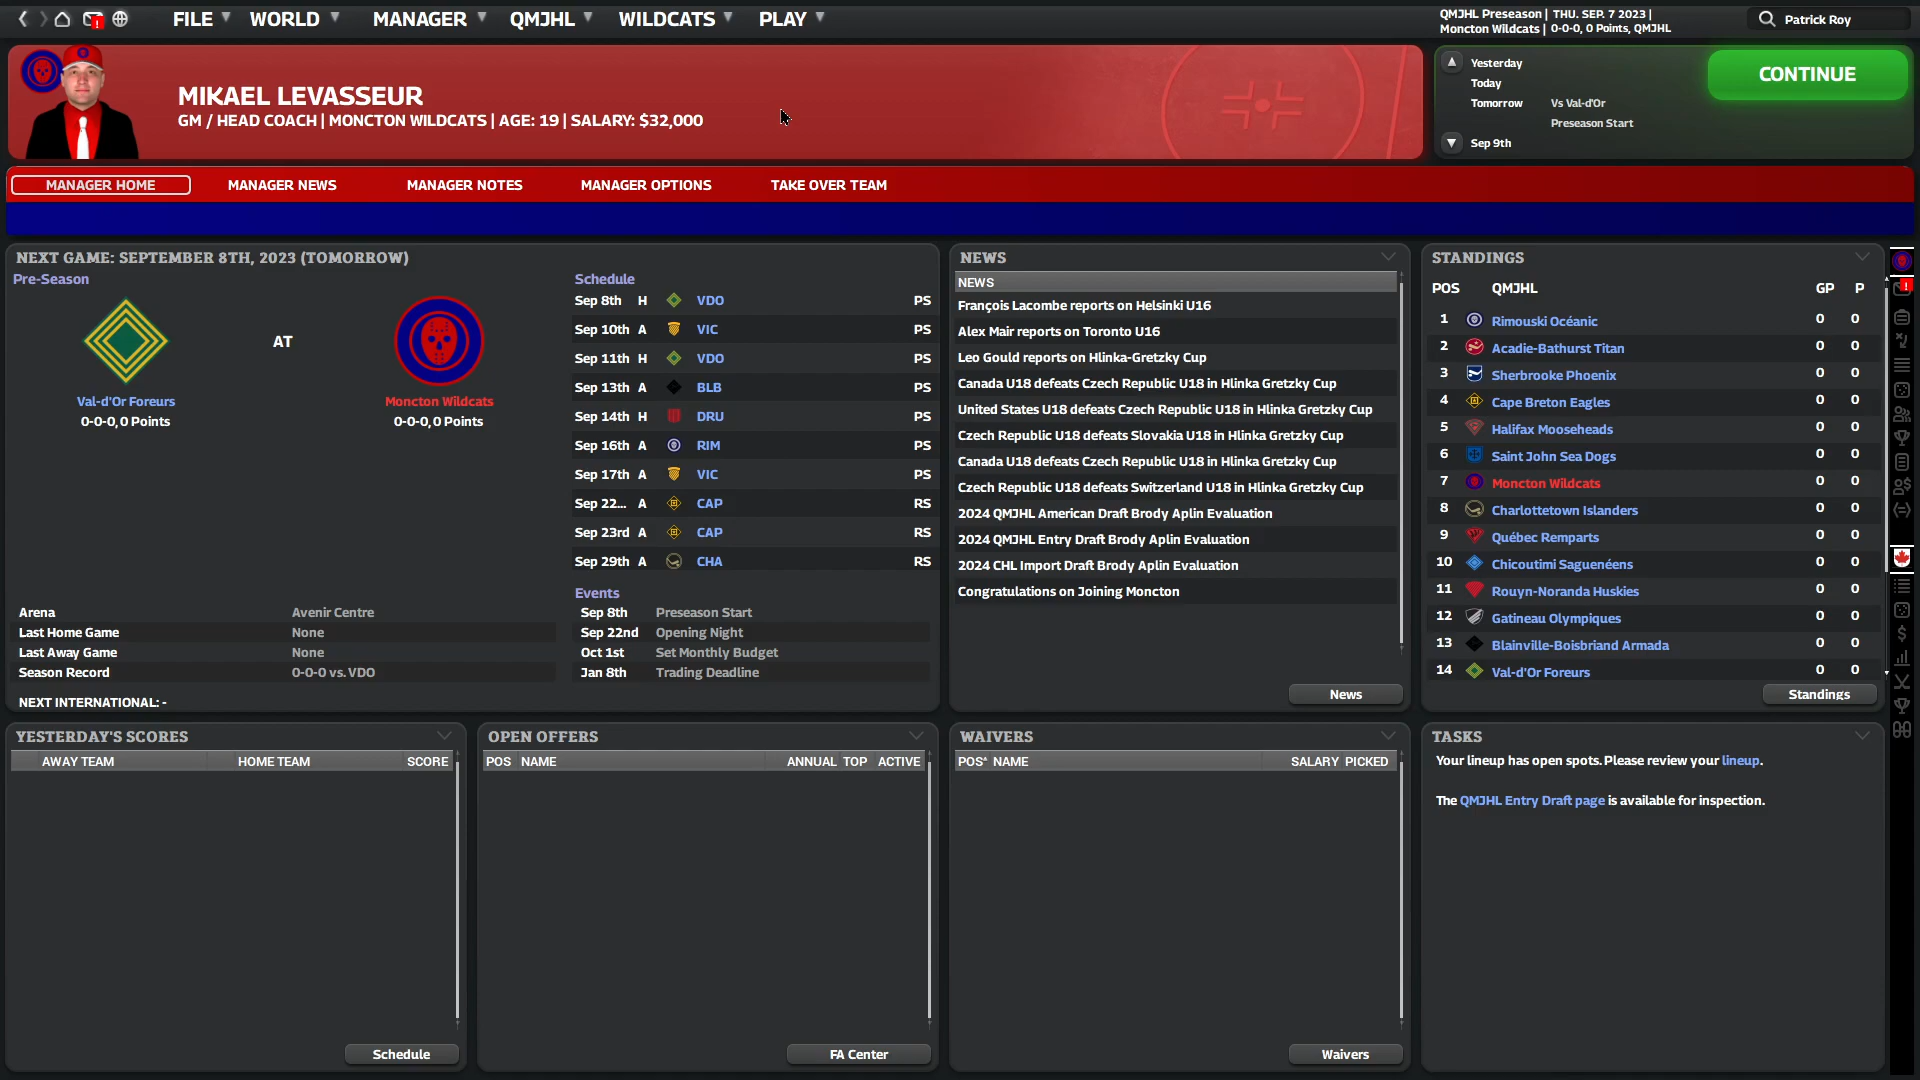 FILE WORLD MANAGER QMJHL WILDCATS PLAY
QMJHL Preseason | THU. SEP. 7 2023 |
Moncton Wildcats | 0-0-0, 0 Points, QMJHL
Patrick Roy
MIKAEL LEVASSEUR
GM / HEAD COACH | MONCTON WILDCATS | AGE: 19 | SALARY: $32,000
Yesterday
Today
Tomorrow Vs Val-d'Or
Preseason Start
Sep 9th
CONTINUE
MANAGER HOME MANAGER NEWS MANAGER NOTES MANAGER OPTIONS TAKE OVER TEAM
NEXT GAME: SEPTEMBER 8TH, 2023 (TOMORROW)
Pre-Season
AT
Val-d'Or Foreurs
0-0-0, 0 Points
Moncton Wildcats
0-0-0, 0 Points
Arena Avenir Centre
Last Home Game None
Last Away Game None
Season Record 0-0-0 vs. VDO
NEXT INTERNATIONAL: -
Schedule
Sep 8th H VDO PS
Sep 10th A VIC PS
Sep 11th H VDO PS
Sep 13th A BLB PS
Sep 14th H DRU PS
Sep 16th A RIM PS
Sep 17th A VIC PS
Sep 22... A CAP RS
Sep 23rd A CAP RS
Sep 29th A CHA RS
Events
Sep 8th Preseason Start
Sep 22nd Opening Night
Oct 1st Set Monthly Budget
Jan 8th Trading Deadline
NEWS
NEWS
François Lacombe reports on Helsinki U16
Alex Mair reports on Toronto U16
Leo Gould reports on Hlinka-Gretzky Cup
Canada U18 defeats Czech Republic U18 in Hlinka Gretzky Cup
United States U18 defeats Czech Republic U18 in Hlinka Gretzky Cup
Czech Republic U18 defeats Slovakia U18 in Hlinka Gretzky Cup
Canada U18 defeats Czech Republic U18 in Hlinka Gretzky Cup
Czech Republic U18 defeats Switzerland U18 in Hlinka Gretzky Cup
2024 QMJHL American Draft Brody Aplin Evaluation
2024 QMJHL Entry Draft Brody Aplin Evaluation
2024 CHL Import Draft Brody Aplin Evaluation
Congratulations on Joining Moncton
News
STANDINGS
POS QMJHL GP P
1 Rimouski Océanic 0 0
2 Acadie-Bathurst Titan 0 0
3 Sherbrooke Phoenix 0 0
4 Cape Breton Eagles 0 0
5 Halifax Mooseheads 0 0
6 Saint John Sea Dogs 0 0
7 Moncton Wildcats 0 0
8 Charlottetown Islanders 0 0
9 Québec Remparts 0 0
10 Chicoutimi Saguenéens 0 0
11 Rouyn-Noranda Huskies 0 0
12 Gatineau Olympiques 0 0
13 Blainville-Boisbriand Armada 0 0
14 Val-d'Or Foreurs 0 0
Standings
YESTERDAY'S SCORES
AWAY TEAM HOME TEAM SCORE
Schedule
OPEN OFFERS
POS NAME ANNUAL TOP ACTIVE
FA Center
WAIVERS
POS NAME SALARY PICKED
Waivers
TASKS
Your lineup has open spots. Please review your lineup.
The QMJHL Entry Draft page is available for inspection.